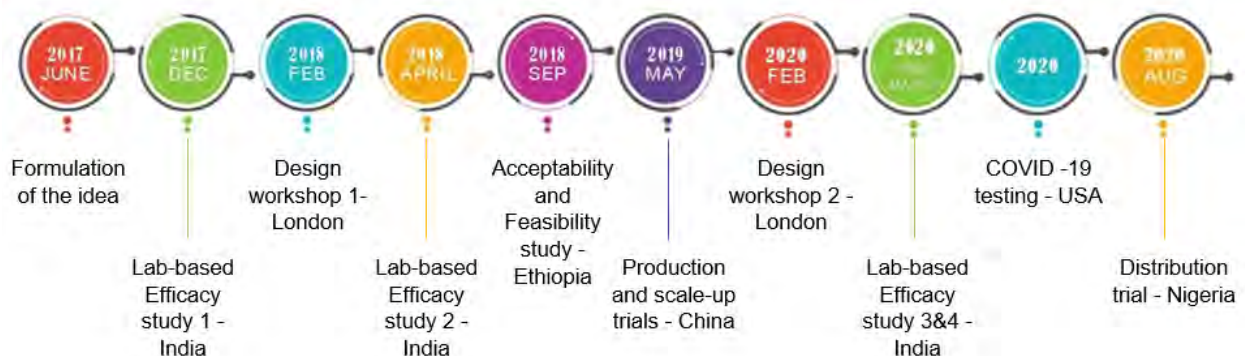 2017
JUNE
2017
DEC
2018
FEB
2018
APRIL
2018
SEP
2019
MAY
2020
FEB
2020
2020
2020
AUG
Formulation
of the idea
Lab-based
Efficacy
study 1 -
India
Design
workshop 1-
London
Lab-based
Efficacy
study 2 -
India
Acceptability
and
Feasibility
study -
Ethiopia
Production
and scale-up
trials - China
Design
workshop 2 -
London
Lab-based
Efficacy
study 3&4 -
India
COVID -19
testing - USA
Distribution
trial - Nigeria